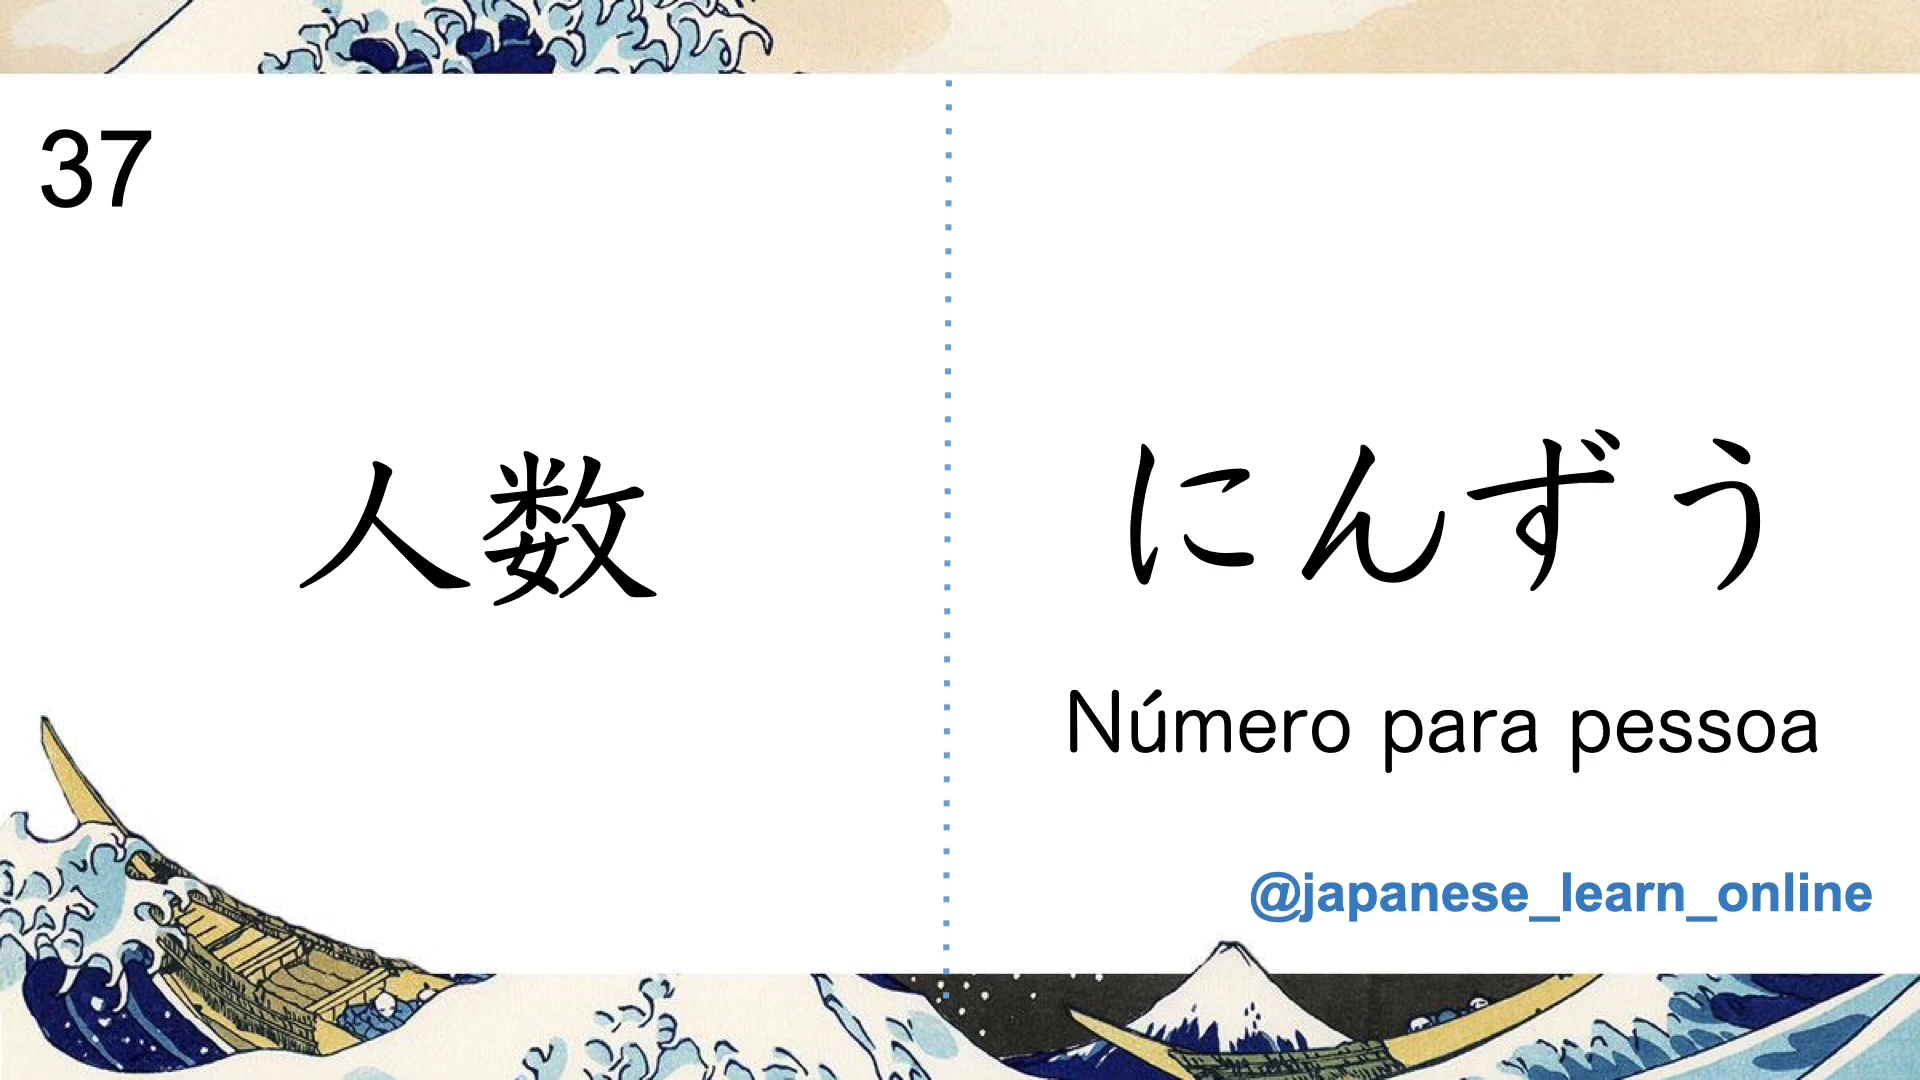 37
人数
にんずう
Número para pessoa
@japanese_learn_online